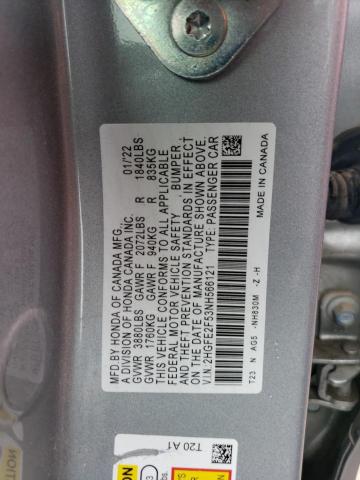 MFD BY HONDA OF CANADA MFG. 01/22
A DIVISION OF HONDA CANADA INC.
GVWR 3880LBS GAWR F 2072LBS R 1840LBS
GVWR 1760KG GAWR F 940KG R 835KG
THIS VEHICLE CONFORMS TO ALL APPLICABLE
FEDERAL MOTOR VEHICLE SAFETY, BUMPER,
AND THEFT PREVENTION STANDARDS IN EFFECT
ON THE DATE OF MANUFACTURE SHOWN ABOVE.
V.I.N. 2HGFE2F53NH566121 TYPE: PASSENGER CAR
MADE IN CANADA
T23 N AG5 -NH830M -Z -H
T20 A1